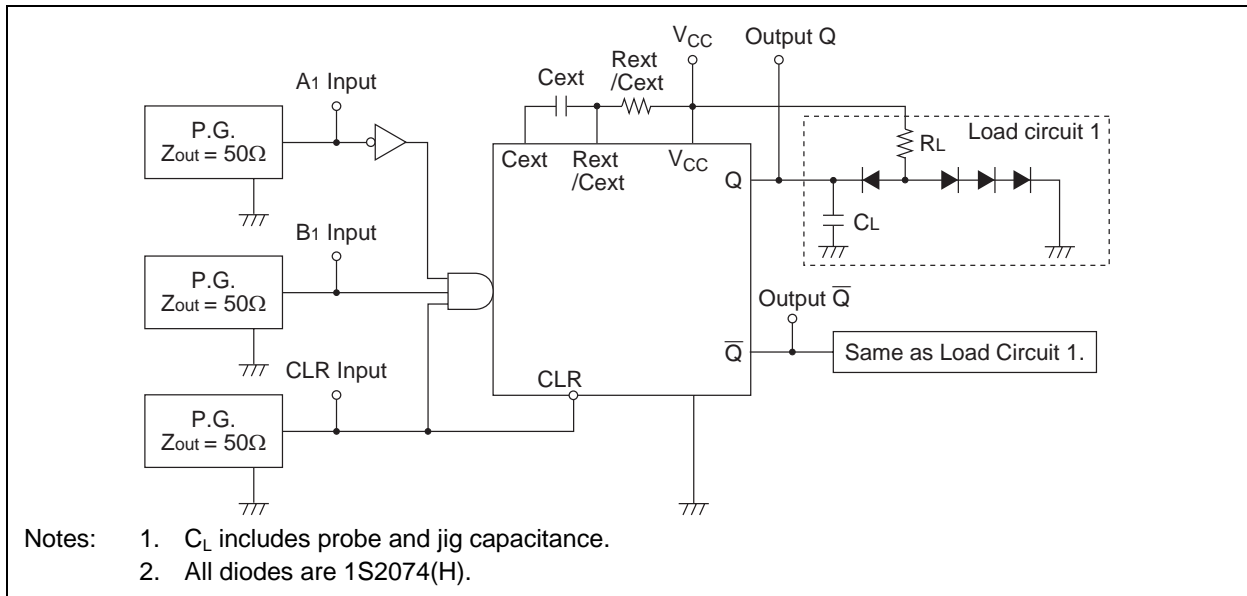 VCC
Output Q
Cext
Rext
/Cext
A1 Input
P.G.
Zout = 50Ω
Load circuit 1
RL
Cext
Rext
/Cext
VCC
Q
CL
B1 Input
P.G.
Zout = 50Ω
Output Q̅
Q̅
Same as Load Circuit 1.
CLR Input
CLR
P.G.
Zout = 50Ω
Notes: 1. CL includes probe and jig capacitance.
2. All diodes are 1S2074(H).